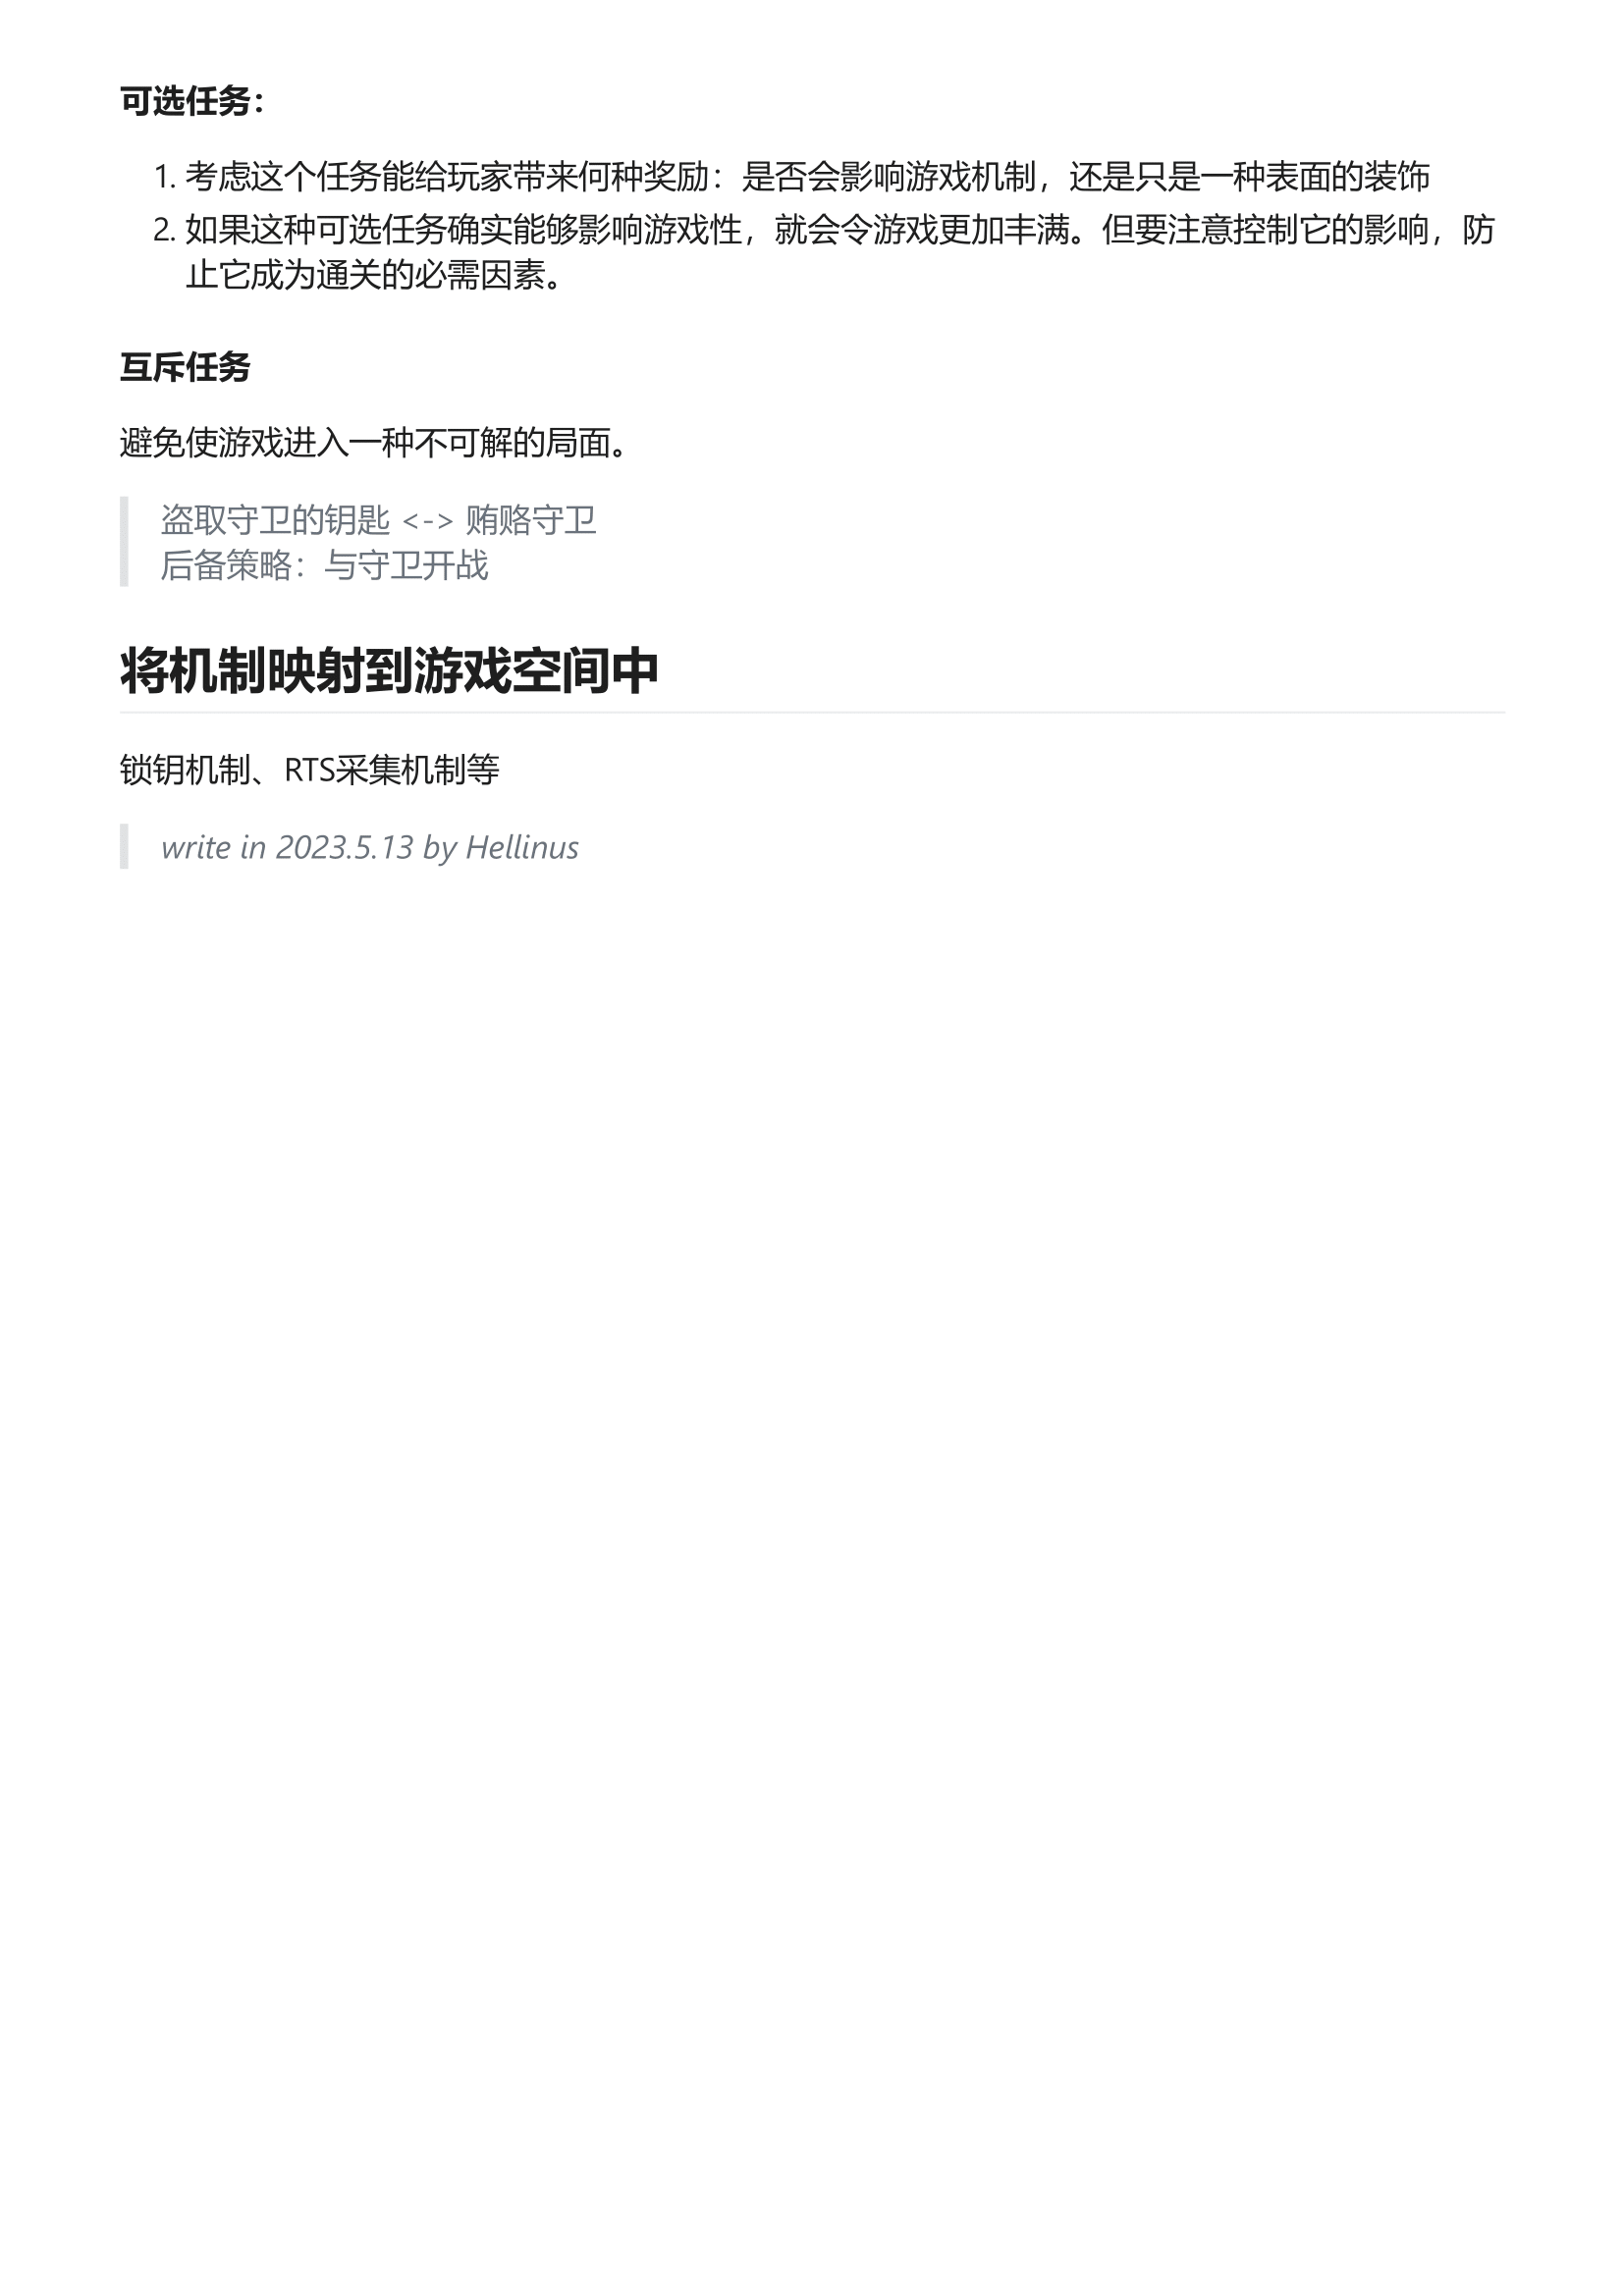 可选任务：
1. 考虑这个任务能给玩家带来何种奖励：是否会影响游戏机制，还是只是一种表面的装饰
2. 如果这种可选任务确实能够影响游戏性，就会令游戏更加丰满。但要注意控制它的影响，防
止它成为通关的必需因素。
互斥任务
避免使游戏进入一种不可解的局面。
盗取守卫的钥匙 <-> 贿赂守卫
后备策略：与守卫开战
将机制映射到游戏空间中
锁钥机制、RTS采集机制等
write in 2023.5.13 by Hellinus